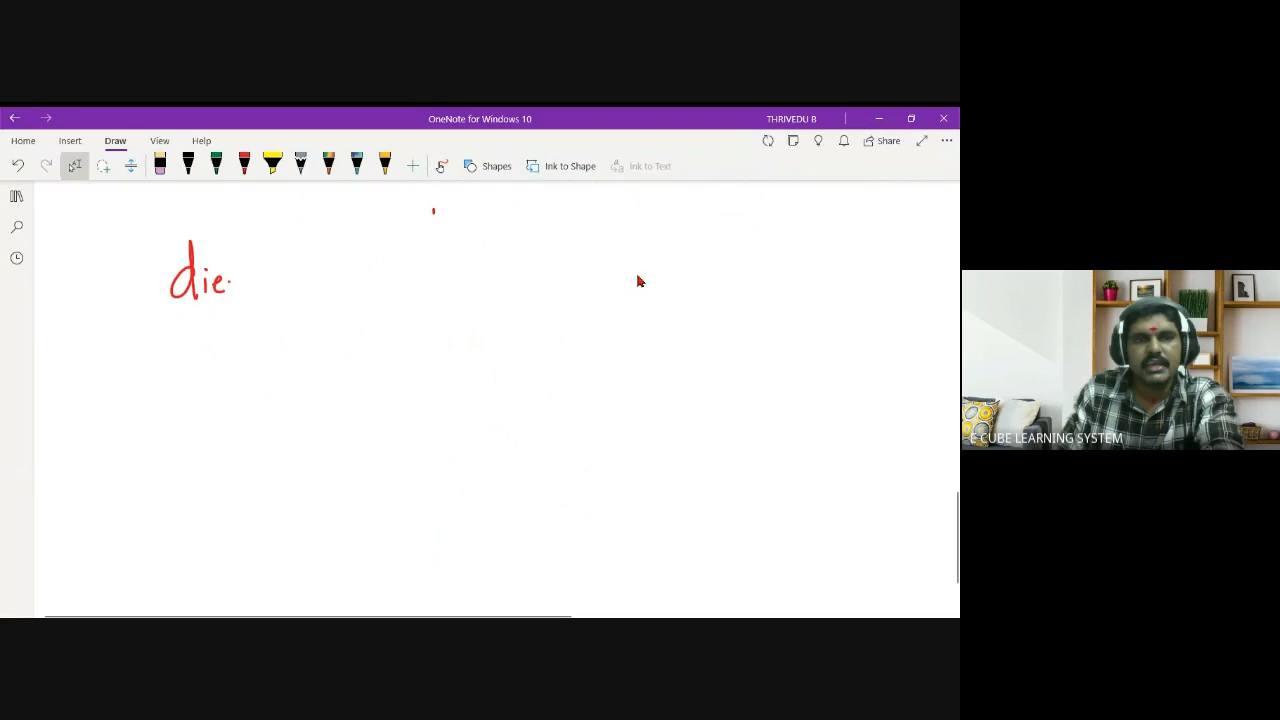 OneNote for Windows 10
THRIVEDU B
Home Insert Draw View Help
Share
Shapes Ink to Shape Ink to Text
die.
E CUBE LEARNING SYSTEM